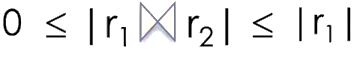 0 ≤ |r₁ ⋈ r₂| ≤ |r₁|